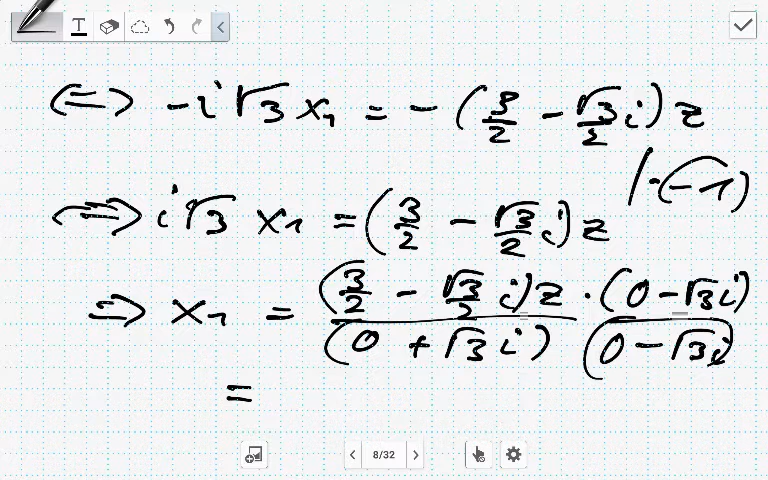 T
⇔ -i√3 x₁ = -(3/2 - √3/2 i) z
|·(-1)
⇔ i√3 x₁ = (3/2 - √3/2 i) z
⇒ x₁ = (3/2 - √3/2 i) z · (0 - √3 i)
(0 + √3 i) (0 - √3 i)
=
8/32